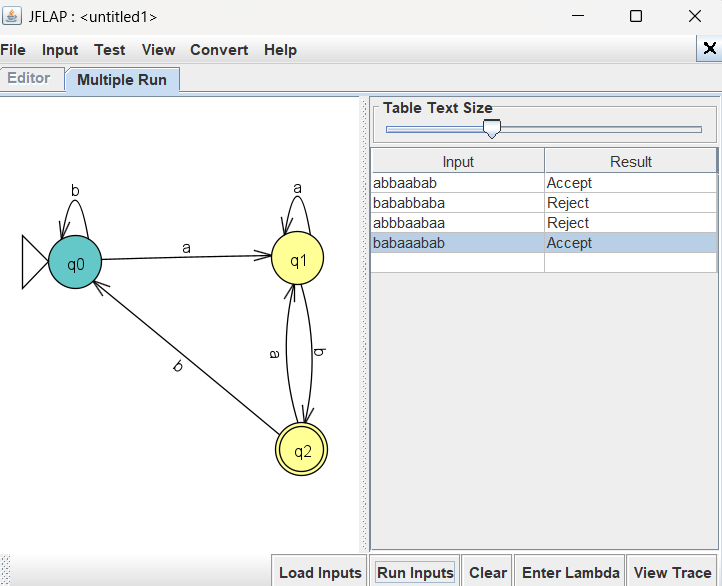 JFLAP : <untitled1>
File Input Test View Convert Help
Editor Multiple Run
Table Text Size
Input Result
abbaabab Accept
bababbaba Reject
abbbaabaa Reject
babaaabab Accept
b
a
q0
a
q1
a
b
b
q2
Load Inputs Run Inputs Clear Enter Lambda View Trace